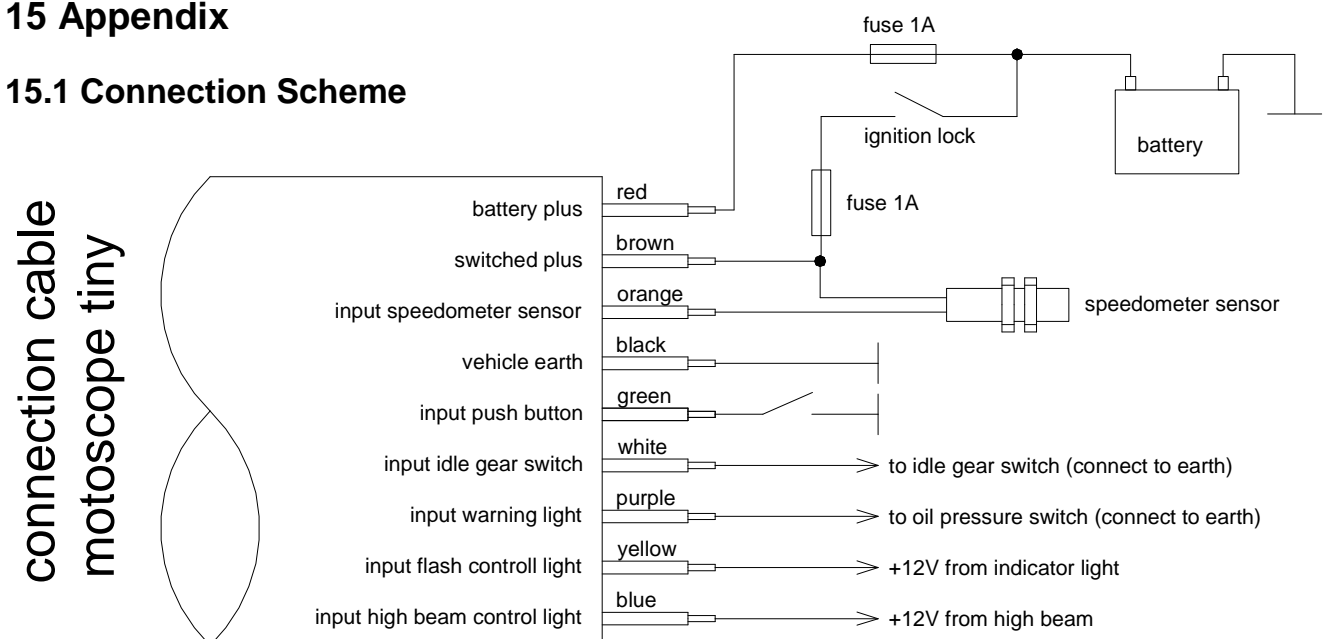 15 Appendix
15.1 Connection Scheme
fuse 1A
ignition lock
battery
fuse 1A
connection cable
motoscope tiny
battery plus
red
switched plus
brown
input speedometer sensor
orange
speedometer sensor
vehicle earth
black
input push button
green
input idle gear switch
white
to idle gear switch (connect to earth)
input warning light
purple
to oil pressure switch (connect to earth)
input flash controll light
yellow
+12V from indicator light
input high beam control light
blue
+12V from high beam